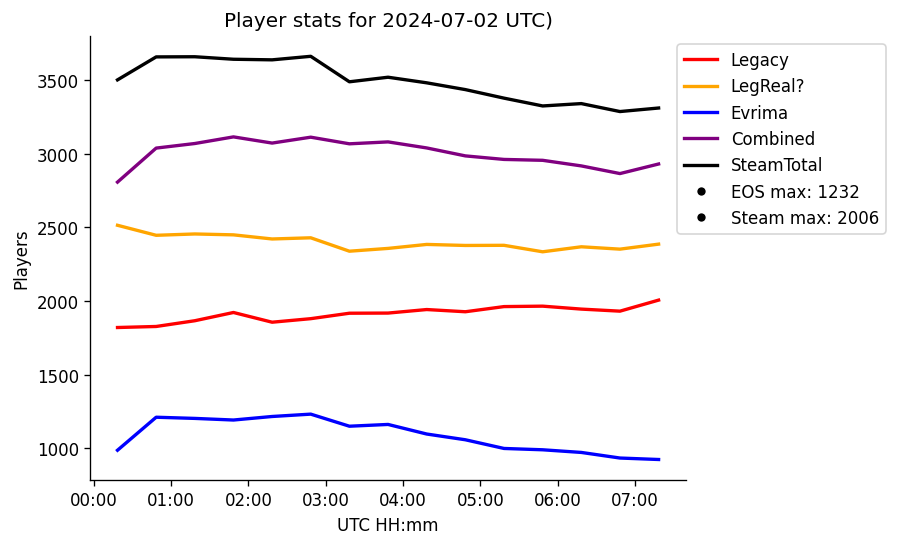 Player stats for 2024-07-02 UTC)
Legacy
LegReal?
Evrima
Combined
SteamTotal
EOS max: 1232
Steam max: 2006
Players
3500
3000
2500
2000
1500
1000
00:00 01:00 02:00 03:00 04:00 05:00 06:00 07:00
UTC HH:mm